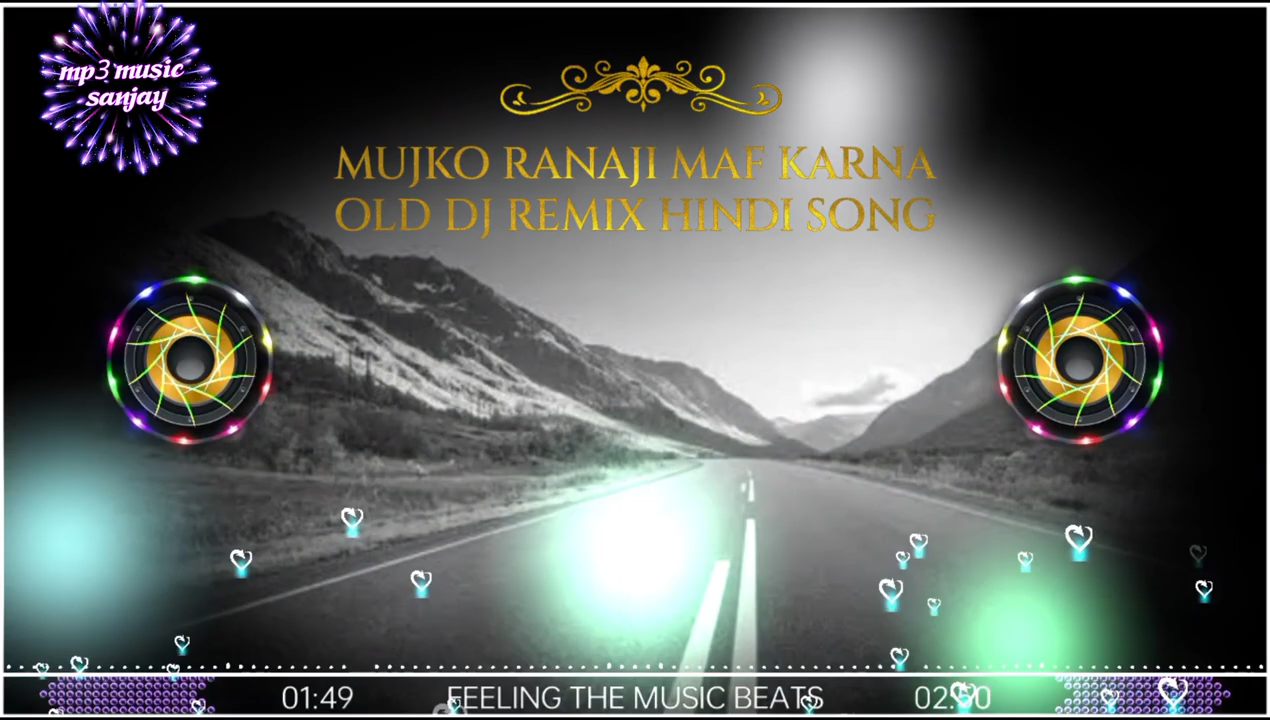 mp3 music
sanjay
MUJKO RANAJI MAF KARNA
OLD DJ REMIX HINDI SONG
01:49 FEELING THE MUSIC BEATS